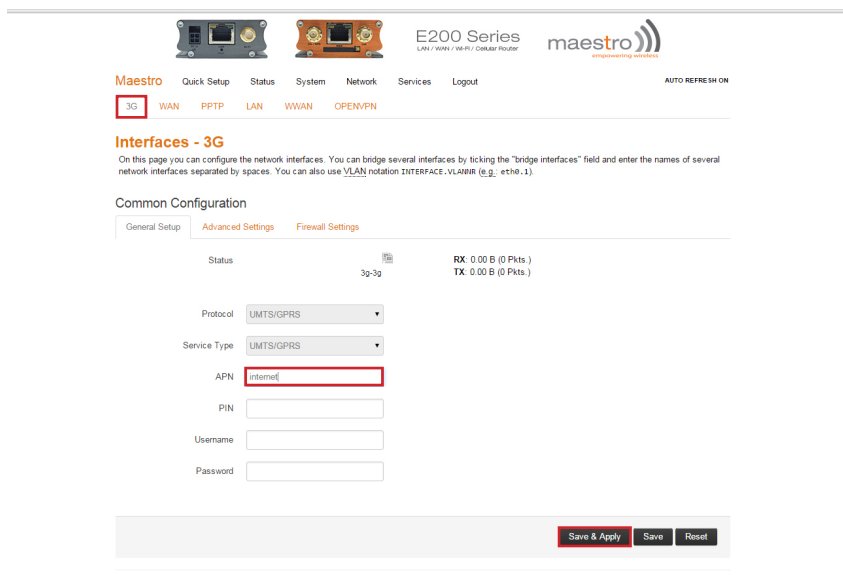 E200 Series
LAN / WAN / Wi-Fi / Cellular Router
maestro
empowering wireless
Maestro Quick Setup Status System Network Services Logout AUTO REFRESH ON
3G WAN PPTP LAN WWAN OPENVPN
Interfaces - 3G
On this page you can configure the network interfaces. You can bridge several interfaces by ticking the "bridge interfaces" field and enter the names of several
network interfaces separated by spaces. You can also use VLAN notation INTERFACE.VLANNR (e.g.: eth0.1).
Common Configuration
General Setup Advanced Settings Firewall Settings
Status
3g-3g
RX: 0.00 B (0 Pkts.)
TX: 0.00 B (0 Pkts.)
Protocol UMTS/GPRS
Service Type UMTS/GPRS
APN internet
PIN
Username
Password
Save & Apply Save Reset